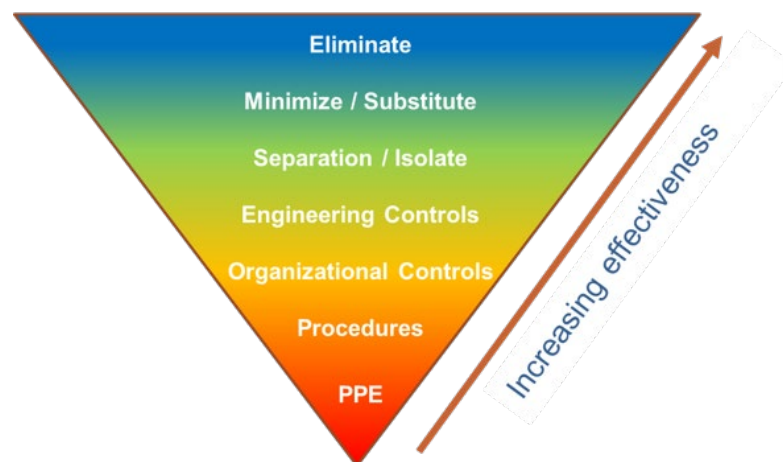 Eliminate
Minimize / Substitute
Separation / Isolate
Engineering Controls
Organizational Controls
Procedures
PPE
Increasing effectiveness